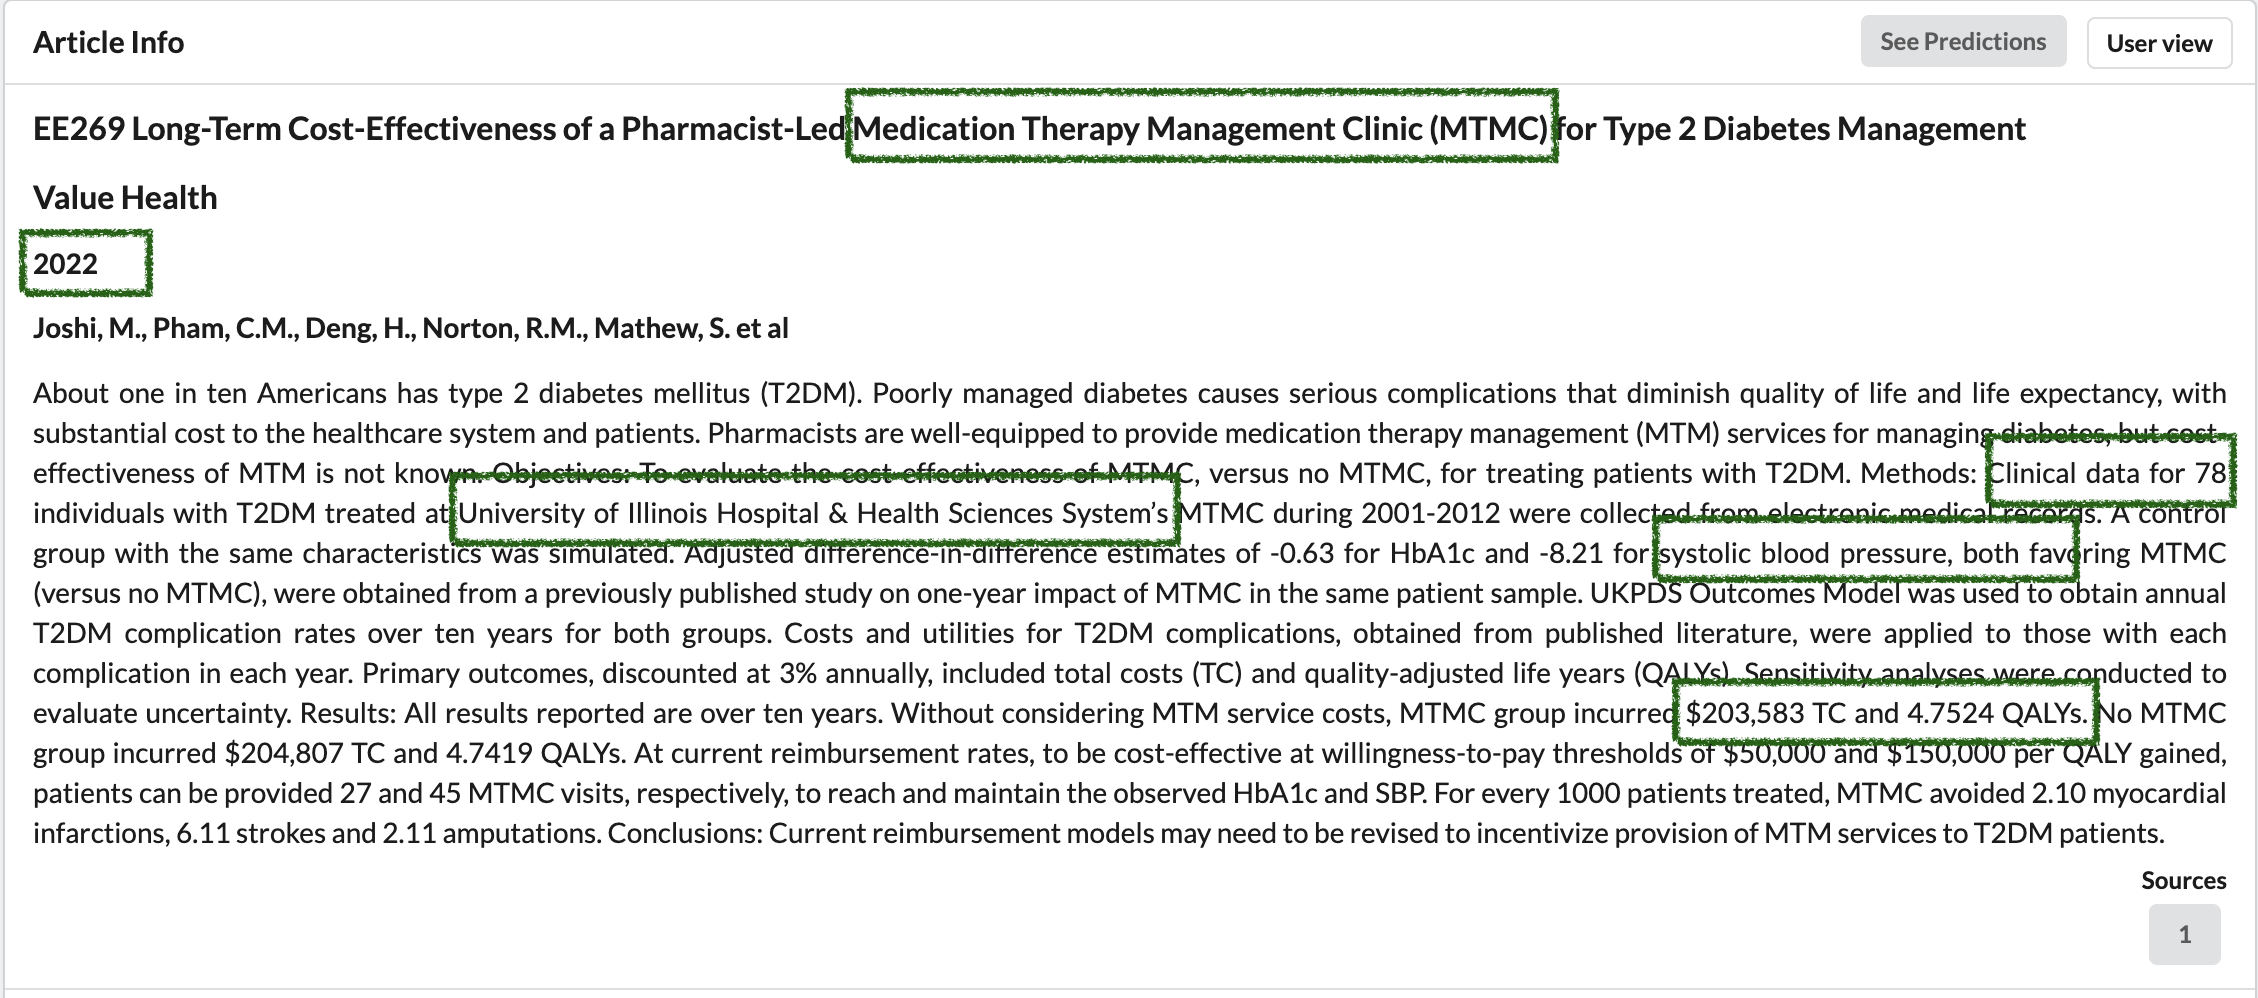 Article Info
See Predictions
User view
EE269 Long-Term Cost-Effectiveness of a Pharmacist-Led Medication Therapy Management Clinic (MTMC) for Type 2 Diabetes Management
Value Health
2022
Joshi, M., Pham, C.M., Deng, H., Norton, R.M., Mathew, S. et al
About one in ten Americans has type 2 diabetes mellitus (T2DM). Poorly managed diabetes causes serious complications that diminish quality of life and life expectancy, with
substantial cost to the healthcare system and patients. Pharmacists are well-equipped to provide medication therapy management (MTM) services for managing diabetes, but cost-
effectiveness of MTM is not known. Objectives: To evaluate the cost-effectiveness of MTMC, versus no MTMC, for treating patients with T2DM. Methods: Clinical data for 78
individuals with T2DM treated at University of Illinois Hospital & Health Sciences System’s MTMC during 2001-2012 were collected from electronic medical records. A control
group with the same characteristics was simulated. Adjusted difference-in-difference estimates of -0.63 for HbA1c and -8.21 for systolic blood pressure, both favoring MTMC
(versus no MTMC), were obtained from a previously published study on one-year impact of MTMC in the same patient sample. UKPDS Outcomes Model was used to obtain annual
T2DM complication rates over ten years for both groups. Costs and utilities for T2DM complications, obtained from published literature, were applied to those with each
complication in each year. Primary outcomes, discounted at 3% annually, included total costs (TC) and quality-adjusted life years (QALYs). Sensitivity analyses were conducted to
evaluate uncertainty. Results: All results reported are over ten years. Without considering MTM service costs, MTMC group incurred $203,583 TC and 4.7524 QALYs. No MTMC
group incurred $204,807 TC and 4.7419 QALYs. At current reimbursement rates, to be cost-effective at willingness-to-pay thresholds of $50,000 and $150,000 per QALY gained,
patients can be provided 27 and 45 MTMC visits, respectively, to reach and maintain the observed HbA1c and SBP. For every 1000 patients treated, MTMC avoided 2.10 myocardial
infarctions, 6.11 strokes and 2.11 amputations. Conclusions: Current reimbursement models may need to be revised to incentivize provision of MTM services to T2DM patients.
Sources
1